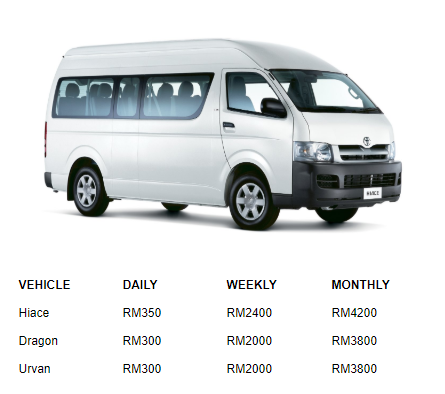 HIACE
VEHICLE DAILY WEEKLY MONTHLY
Hiace RM350 RM2400 RM4200
Dragon RM300 RM2000 RM3800
Urvan RM300 RM2000 RM3800